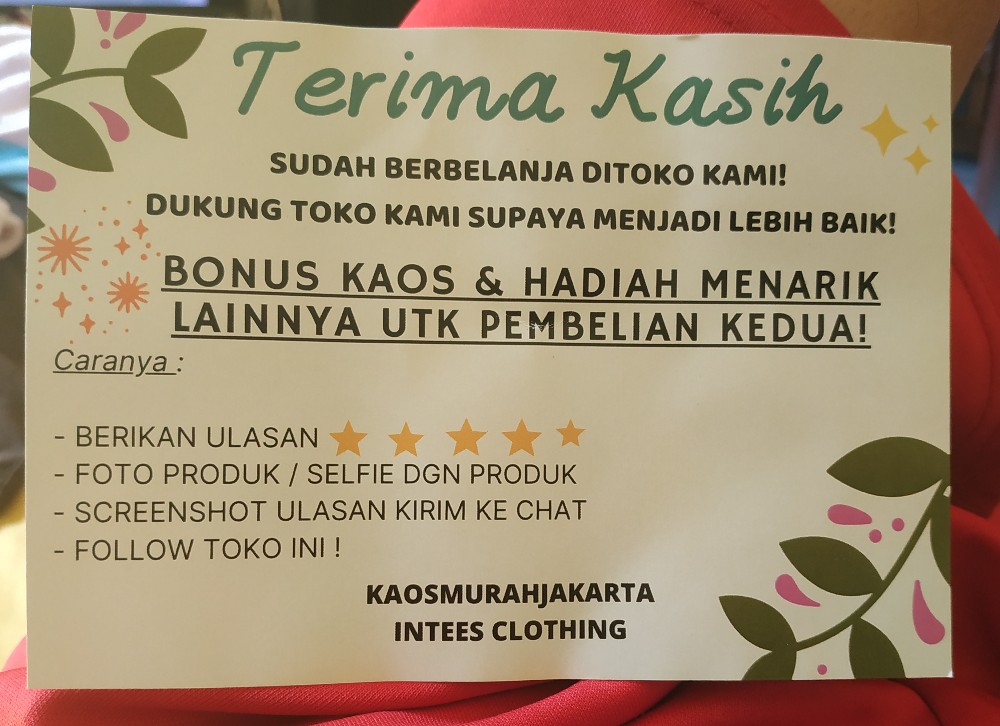 Terima Kasih
SUDAH BERBELANJA DITOKO KAMI!
DUKUNG TOKO KAMI SUPAYA MENJADI LEBIH BAIK!
BONUS KAOS & HADIAH MENARIK
LAINNYA UTK PEMBELIAN KEDUA!
Caranya :
- BERIKAN ULASAN
- FOTO PRODUK / SELFIE DGN PRODUK
- SCREENSHOT ULASAN KIRIM KE CHAT
- FOLLOW TOKO INI !
KAOSMURAHJAKARTA
INTEES CLOTHING